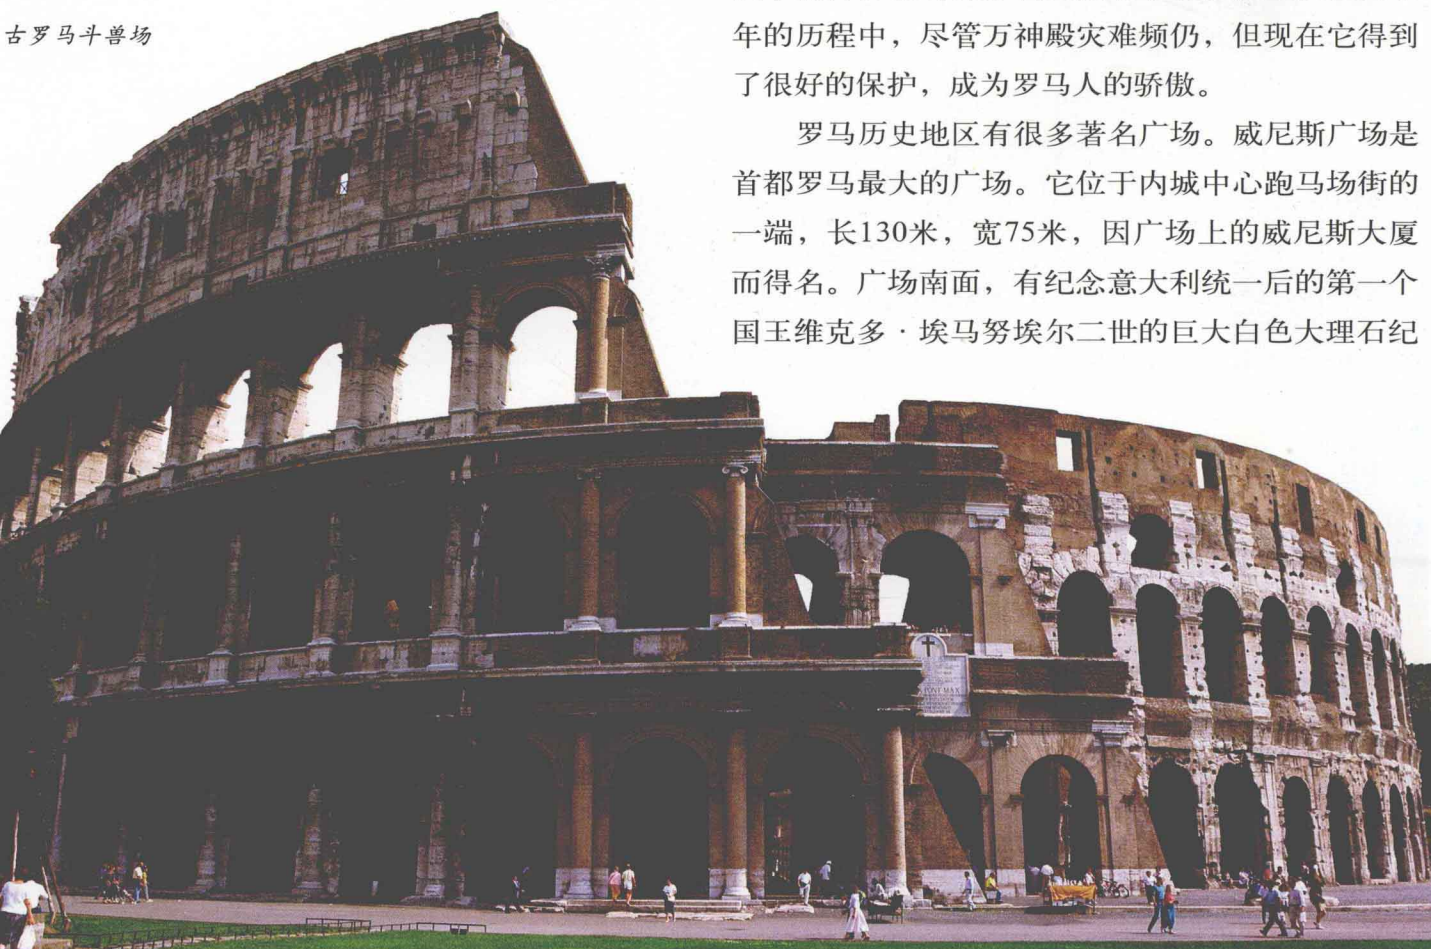 古罗马斗兽场
年的历程中，尽管万神殿灾难频仍，但现在它得到
了很好的保护，成为罗马人的骄傲。
罗马历史地区有很多著名广场。威尼斯广场是
首都罗马最大的广场。它位于内城中心跑马场街的
一端，长130米，宽75米，因广场上的威尼斯大厦
而得名。广场南面，有纪念意大利统一后的第一个
国王维克多·埃马努埃尔二世的巨大白色大理石纪
PONT MAX